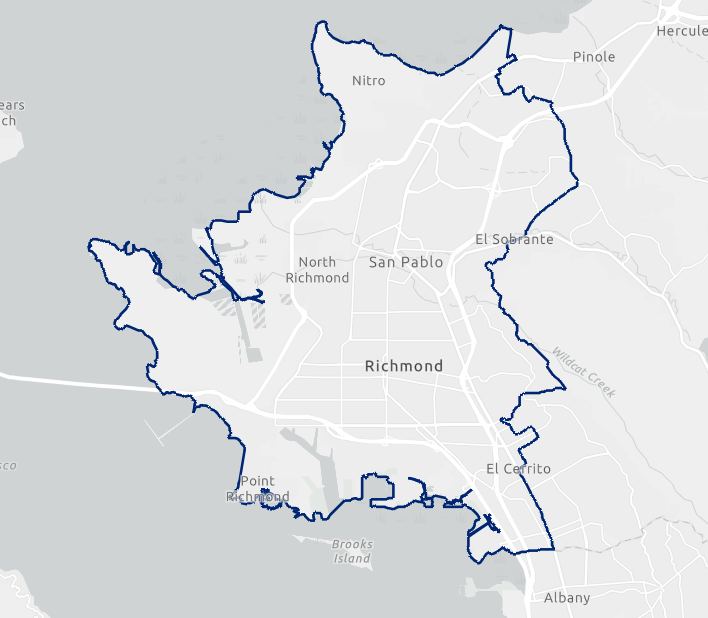 Hercule
Pinole
Nitro
ears
ch
El Sobrante
North
Richmond
San Pablo
Richmond
Wildcat Creek
sco
El Cerrito
Point
Richmond
Brooks
Island
Albany